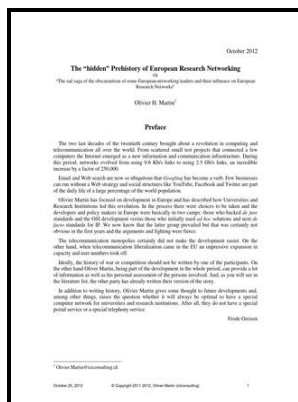 October 2012
The "hidden" Prehistory of European Research Networking
Or
"The sad saga of the obscurantism of some European networking leaders and their influence on European
Research Networks"
Olivier H. Martin¹
Preface
The two last decades of the twentieth century brought about a revolution in computing and
telecommunication all over the world. From scattered small test projects that connected a few
computers the Internet emerged as a new information and communication infrastructure. During
this period, networks evolved from using 9.6 Kb/s links to using 2.5 Gb/s links, an incredible
increase by a factor of 250,000.
Email and Web search are now so ubiquitous that Googling has become a verb. Few businesses
can run without a Web strategy and social structures like YouTube, Facebook and Twitter are part
of the daily life of a large percentage of the world population.
Olivier Martin has focused on development in Europe and has described how Universities and
Research Institutions led this revolution. In the process there were choices to be taken and the
developers and policy makers in Europe were basically in two camps: those who backed de jure
standards and the OSI development versus those who initially used ad hoc solutions and next de
facto standards for IP. We now know that the latter group prevailed but that was certainly not
obvious in the first years and the arguments and fighting were fierce.
The telecommunication monopolies certainly did not make the development easier. On the
other hand, when telecommunication liberalization came in the EU an impressive expansion in
capacity and user numbers took off.
Ideally, the history of war or competition should not be written by one of the participants. On
the other hand Olivier Martin, being part of the development in the whole period, can provide a lot
of information as well as his personal assessment of the persons involved. And, as you will see in
the literature list, the other party has already written their version of the story.
In addition to writing history, Olivier Martin gives some thought to future developments and,
among other things, raises the question whether it will always be optimal to have a special
computer network for universities and research institutions. After all, they do not have a special
postal service or a special telephone service.
Frode Greisen
¹ Olivier.Martin@ictconsulting.ch
October 20, 2012 © Copyright 2011-2012, Olivier Martin (ictconsulting) 1